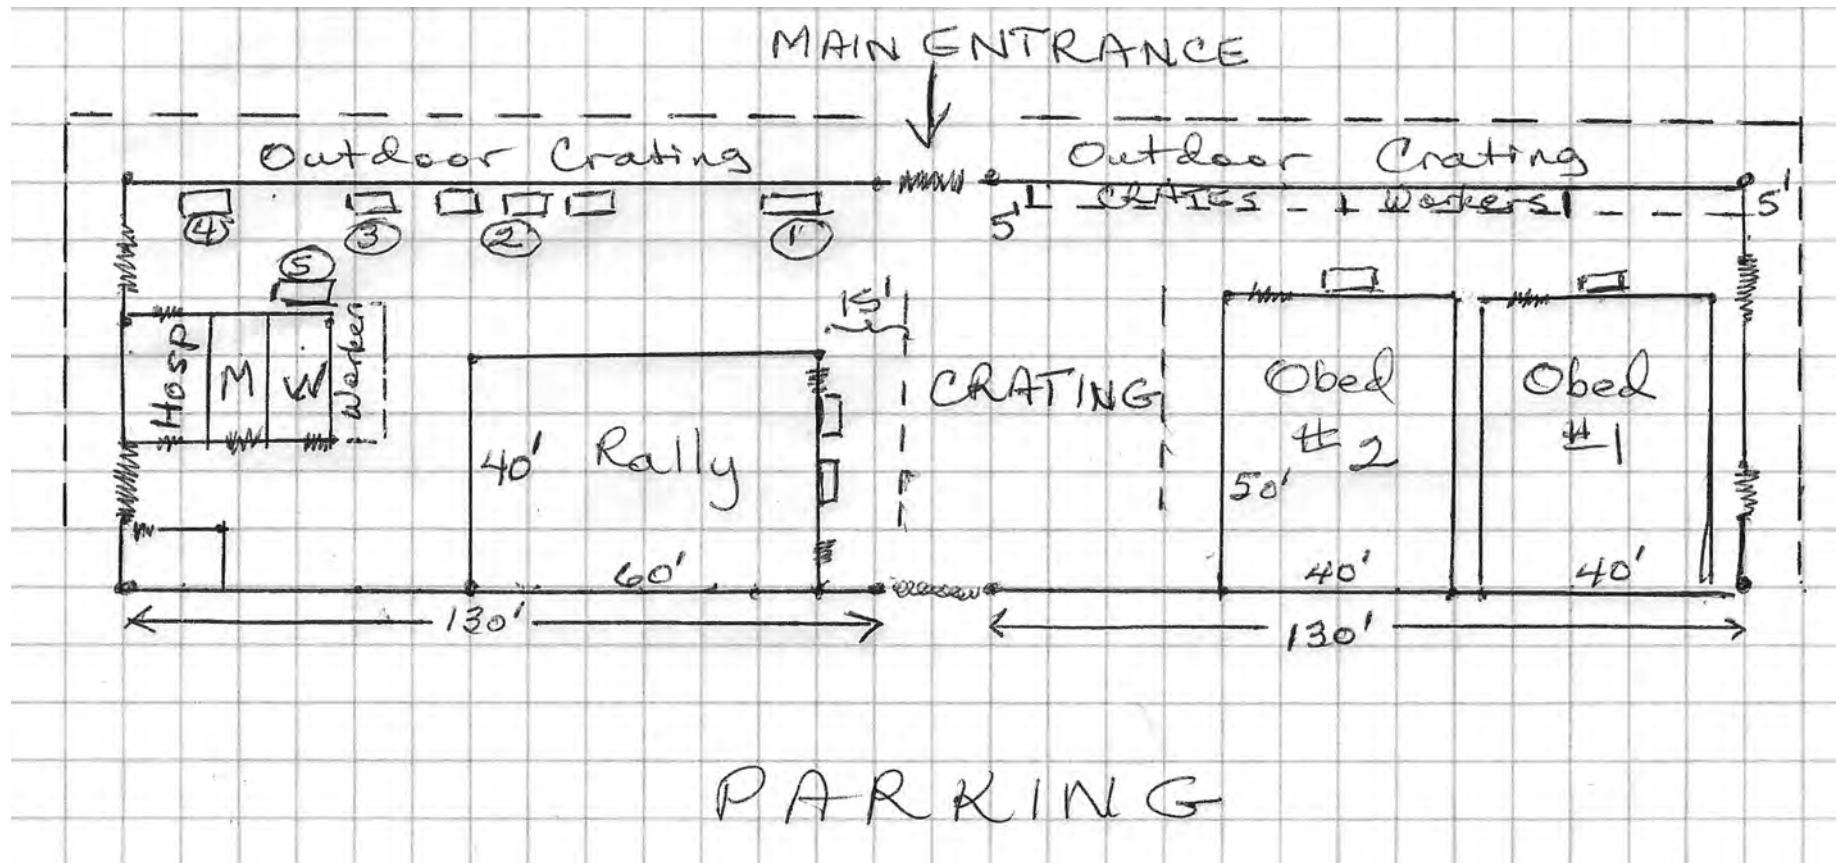 MAIN ENTRANCE
Outdoor Crating
Outdoor Crating
5' CRATES Workers 5'
4 3 2 1
5
15'
Hosp M W Worker
CRATING
Obed #2
Obed #1
40' Rally
50'
60'
40'
40'
130'
130'
PARKING